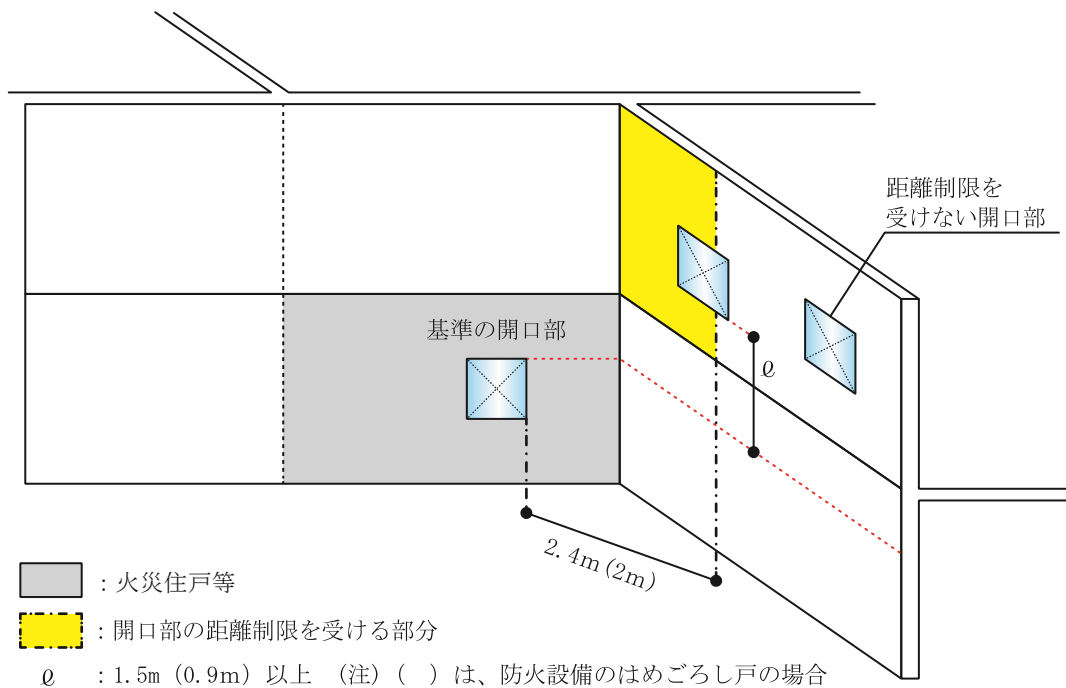 距離制限を
受けない開口部
基準の開口部
ℓ
2.4m(2m)
：火災住戸等
：開口部の距離制限を受ける部分
ℓ ：1.5m（0.9m）以上 （注）（ ）は、防火設備のはめごろし戸の場合